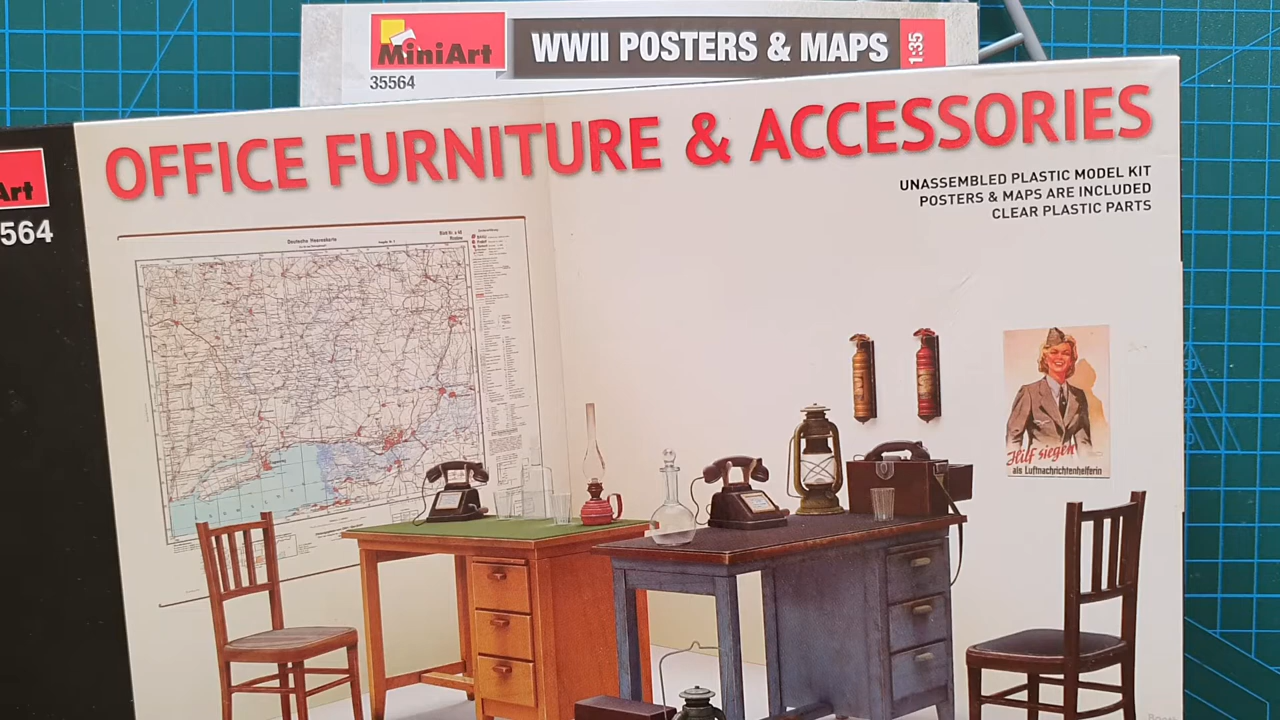 MiniArt
WWII POSTERS & MAPS
1:35
35564
Art
564
OFFICE FURNITURE & ACCESSORIES
UNASSEMBLED PLASTIC MODEL KIT
POSTERS & MAPS ARE INCLUDED
CLEAR PLASTIC PARTS
Deutsche Heereskarte
Hilf siegen
als Luftnachrichtenhelferin